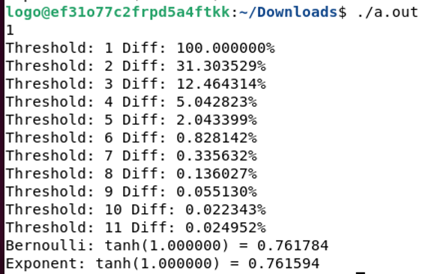 logo@ef31o77c2frpd5a4ftkk:~/Downloads$ ./a.out
1
Threshold: 1 Diff: 100.000000%
Threshold: 2 Diff: 31.303529%
Threshold: 3 Diff: 12.464314%
Threshold: 4 Diff: 5.042823%
Threshold: 5 Diff: 2.043399%
Threshold: 6 Diff: 0.828142%
Threshold: 7 Diff: 0.335632%
Threshold: 8 Diff: 0.136027%
Threshold: 9 Diff: 0.055130%
Threshold: 10 Diff: 0.022343%
Threshold: 11 Diff: 0.024952%
Bernoulli: tanh(1.000000) = 0.761784
Exponent: tanh(1.000000) = 0.761594